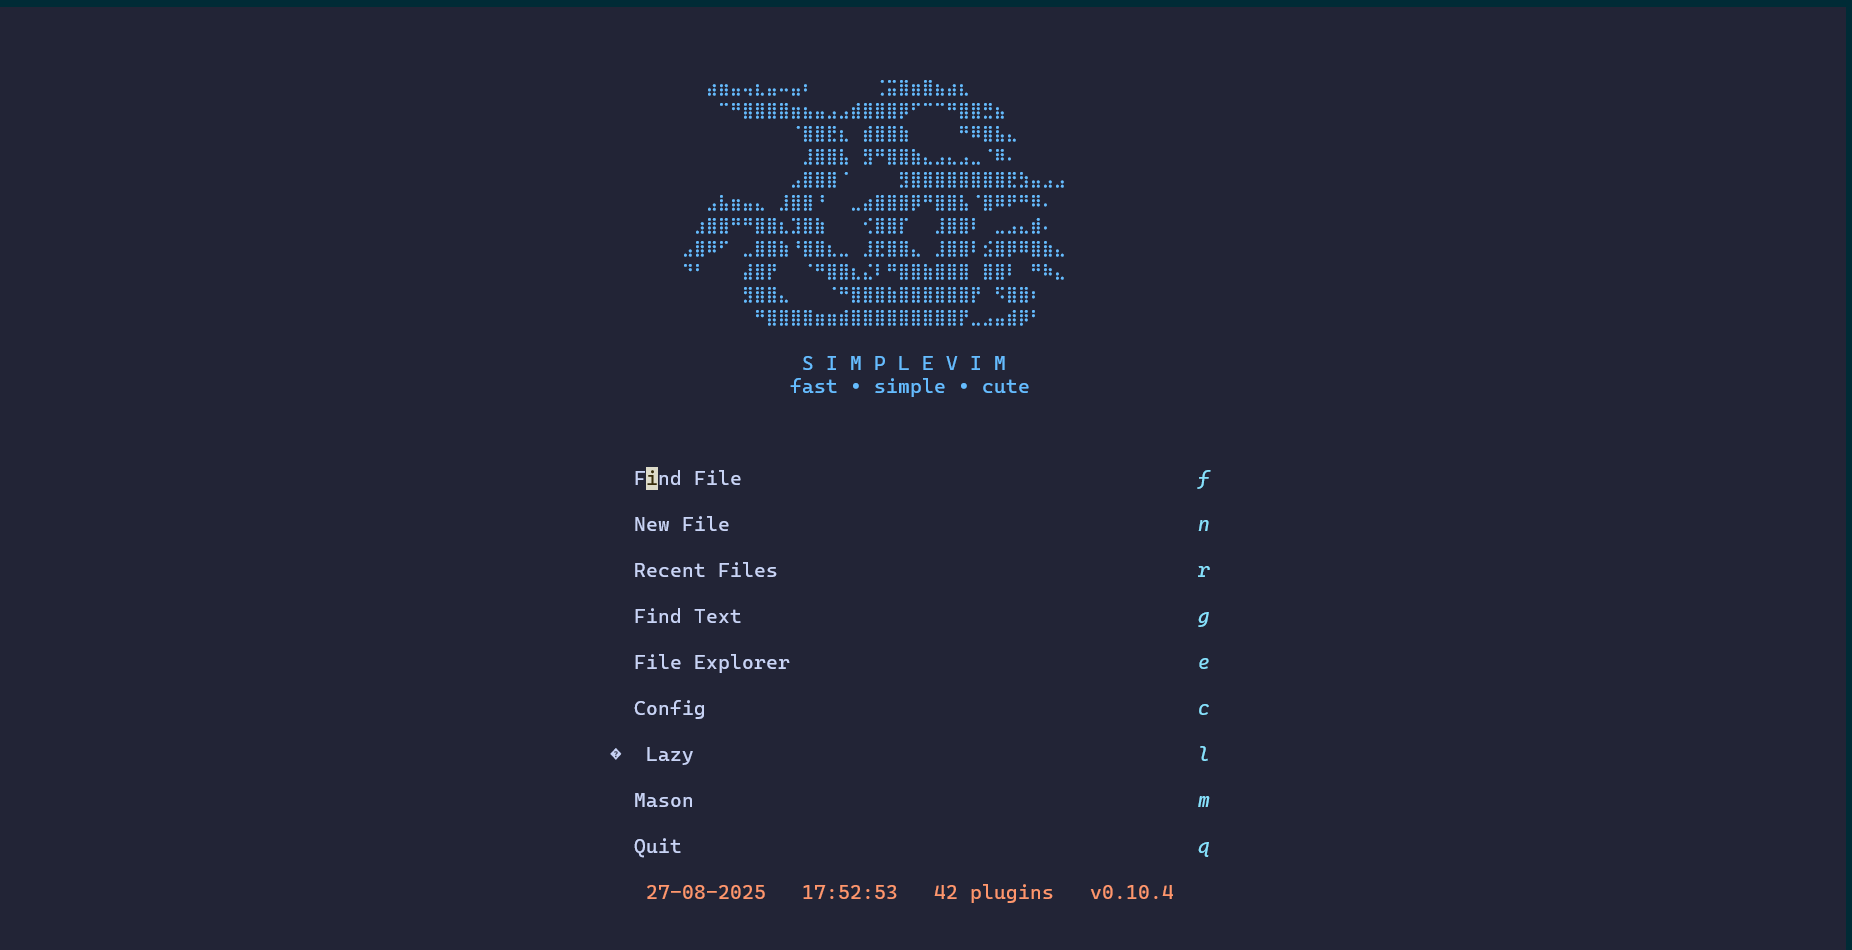 S I M P L E V I M
fast • simple • cute
Find File f
New File n
Recent Files r
Find Text g
File Explorer e
Config c
� Lazy l
Mason m
Quit q
27-08-2025 17:52:53 42 plugins v0.10.4